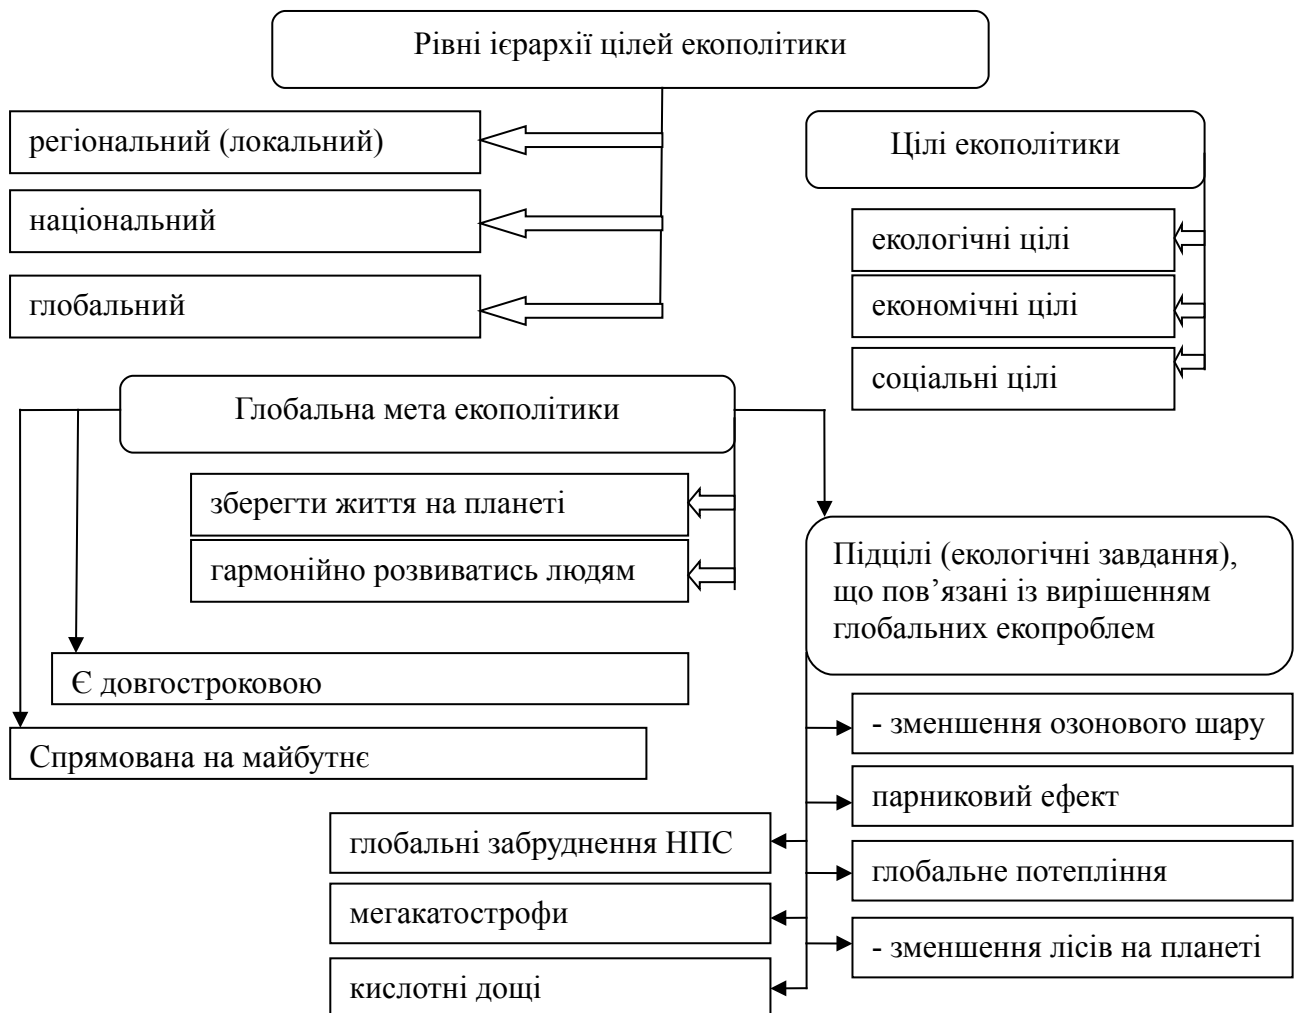 Рівні ієрархії цілей екополітики
регіональний (локальний)
національний
глобальний
Цілі екополітики
екологічні цілі
економічні цілі
соціальні цілі
Глобальна мета екополітики
зберегти життя на планеті
гармонійно розвиватись людям
Є довгостроковою
Спрямована на майбутнє
Підцілі (екологічні завдання),
що пов’язані із вирішенням
глобальних екопроблем
- зменшення озонового шару
парниковий ефект
глобальне потепління
- зменшення лісів на планеті
глобальні забруднення НПС
мегакатострофи
кислотні дощі